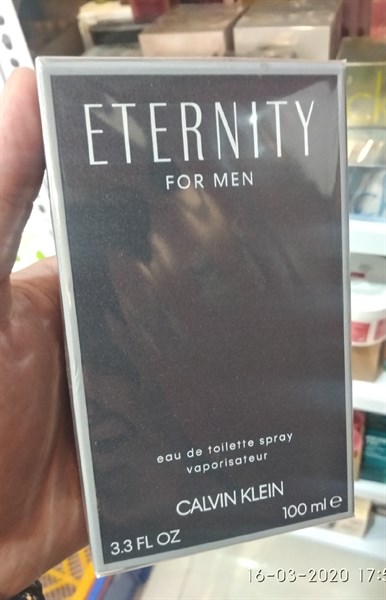 ETERNITY
FOR MEN
eau de toilette spray
vaporisateur
CALVIN KLEIN
100 ml e
3.3 FL OZ
16-03-2020